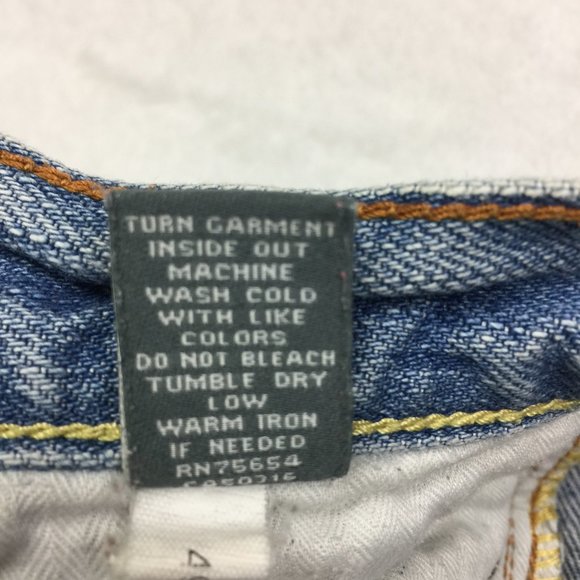 TURN GARMENT
INSIDE OUT
MACHINE
WASH COLD
WITH LIKE
COLORS
DO NOT BLEACH
TUMBLE DRY
LOW
WARM IRON
IF NEEDED
RN75654